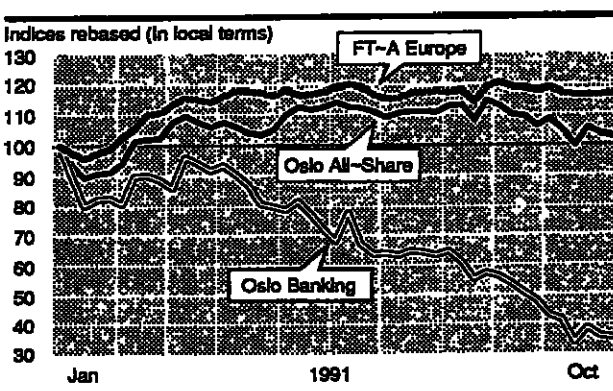 Indices rebased (in local terms)
130
FT-A Europe
120
110
100
Oslo All-Share
90
80
70
60
Oslo Banking
50
40
30
Jan 1991 Oct